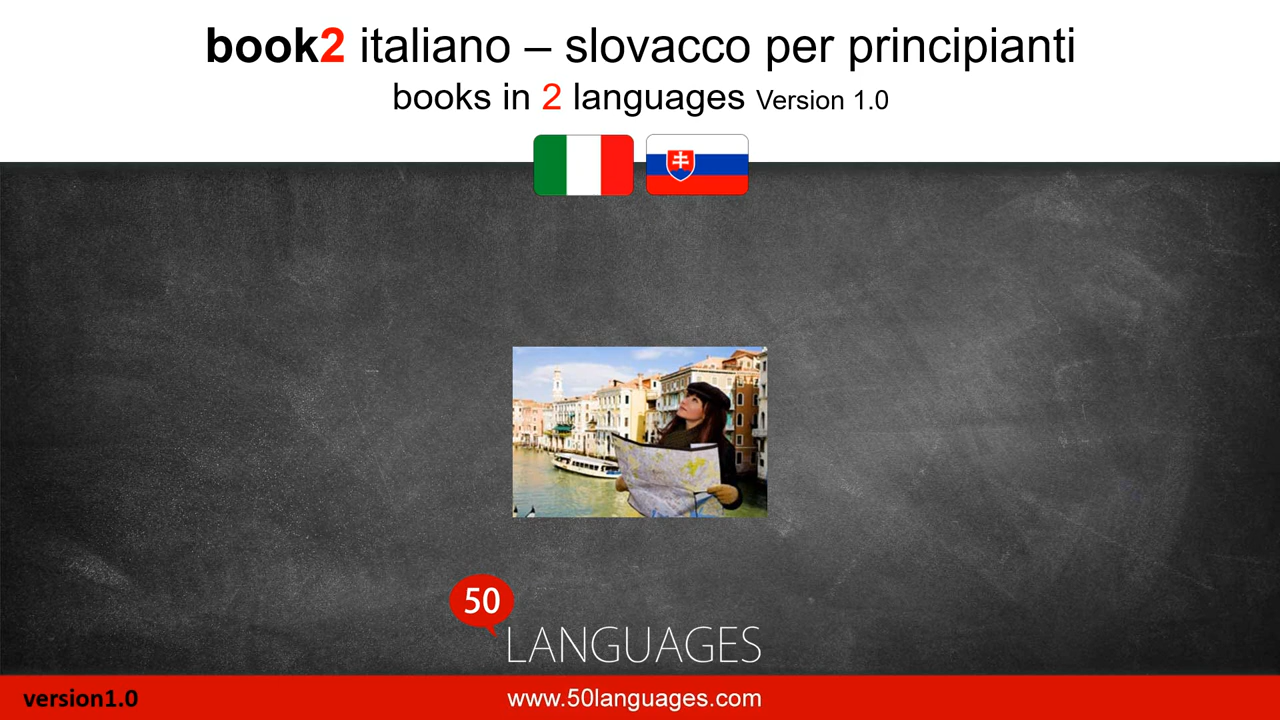 book2 italiano – slovacco per principianti
books in 2 languages Version 1.0
50
LANGUAGES
version1.0
www.50languages.com